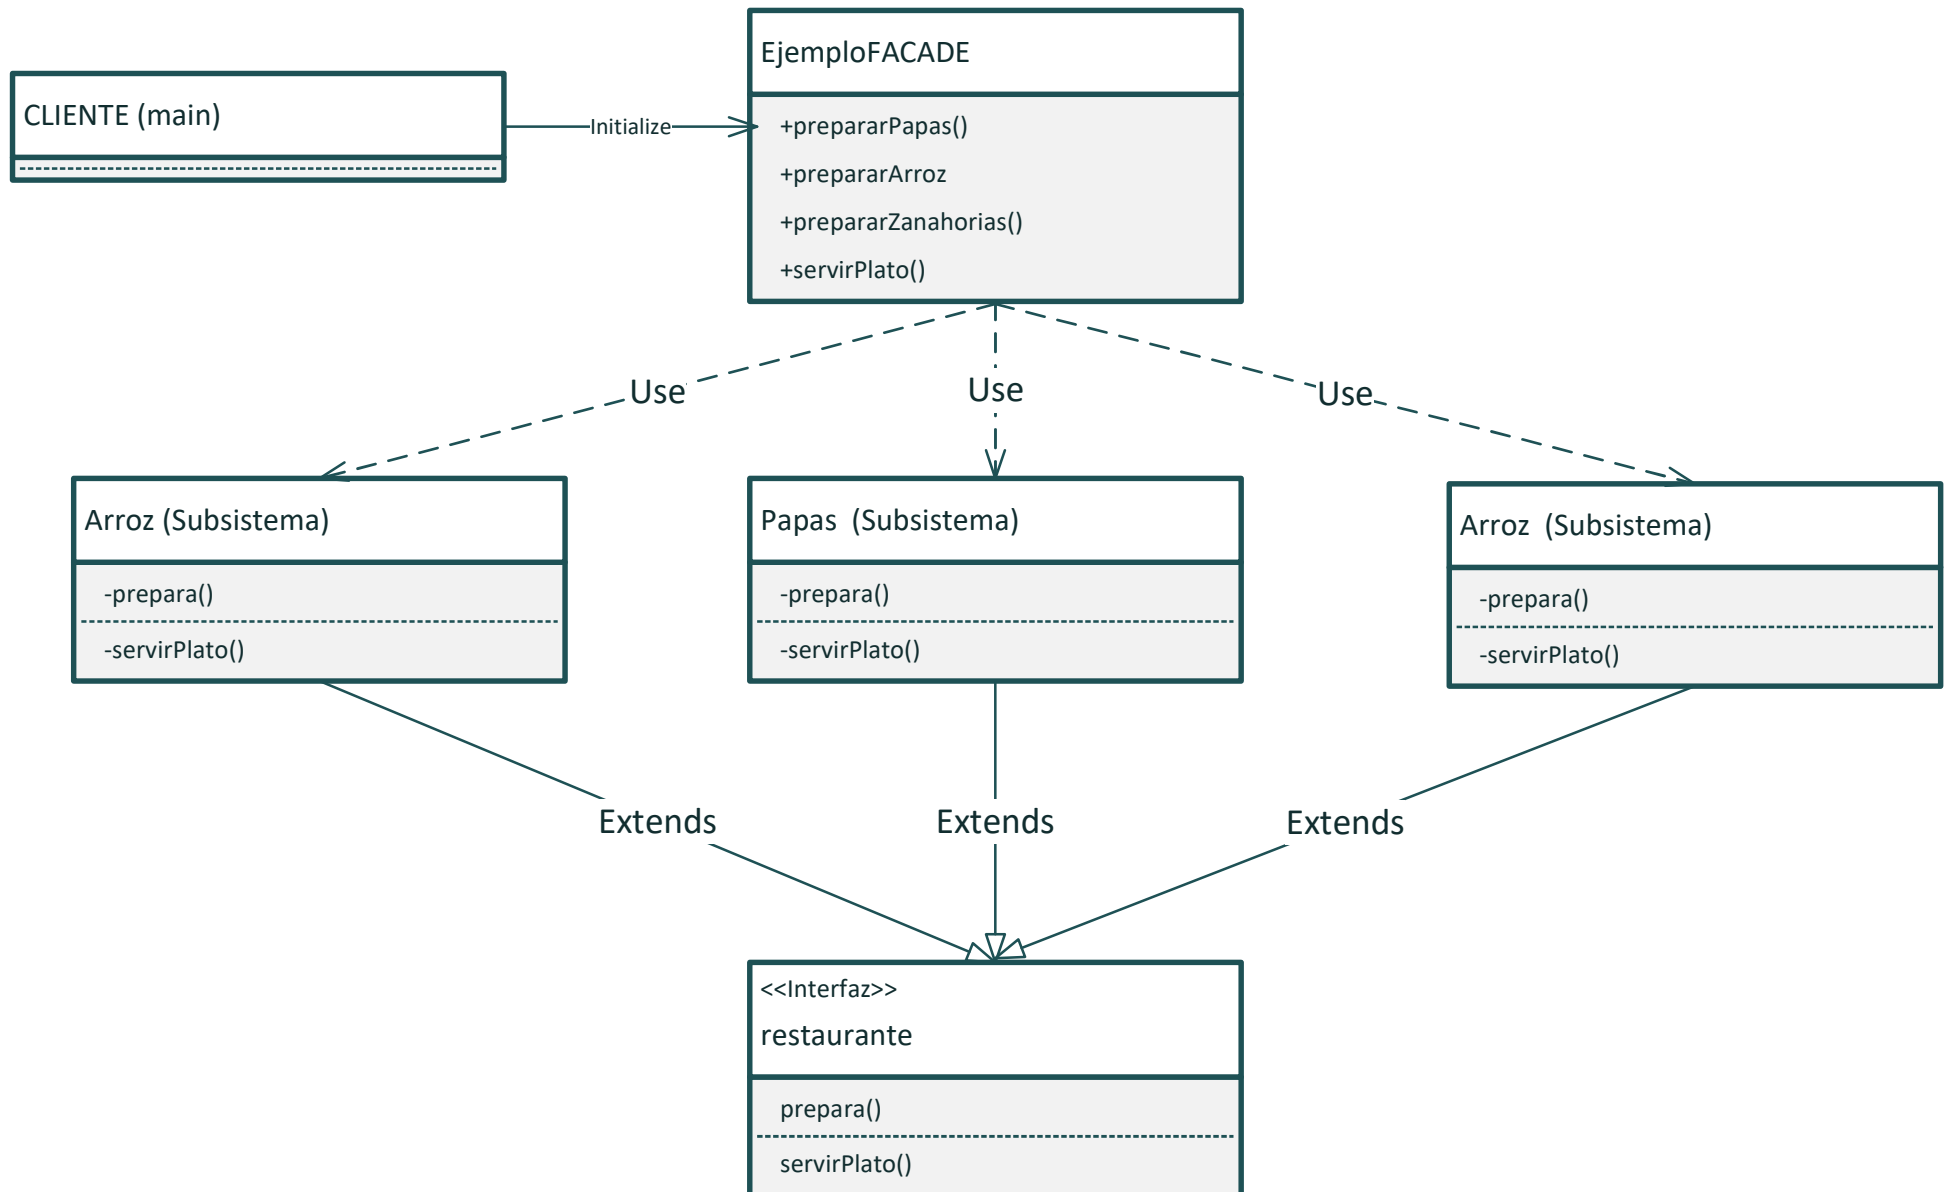 EjemploFACADE
+prepararPapas()
+prepararArroz
+prepararZanahorias()
+servirPlato()
CLIENTE (main)
Initialize
Use
Use
Use
Arroz (Subsistema)
-prepara()
-servirPlato()
Papas  (Subsistema)
-prepara()
-servirPlato()
Arroz  (Subsistema)
-prepara()
-servirPlato()
Extends
Extends
Extends
<<Interfaz>>
restaurante
prepara()
servirPlato()